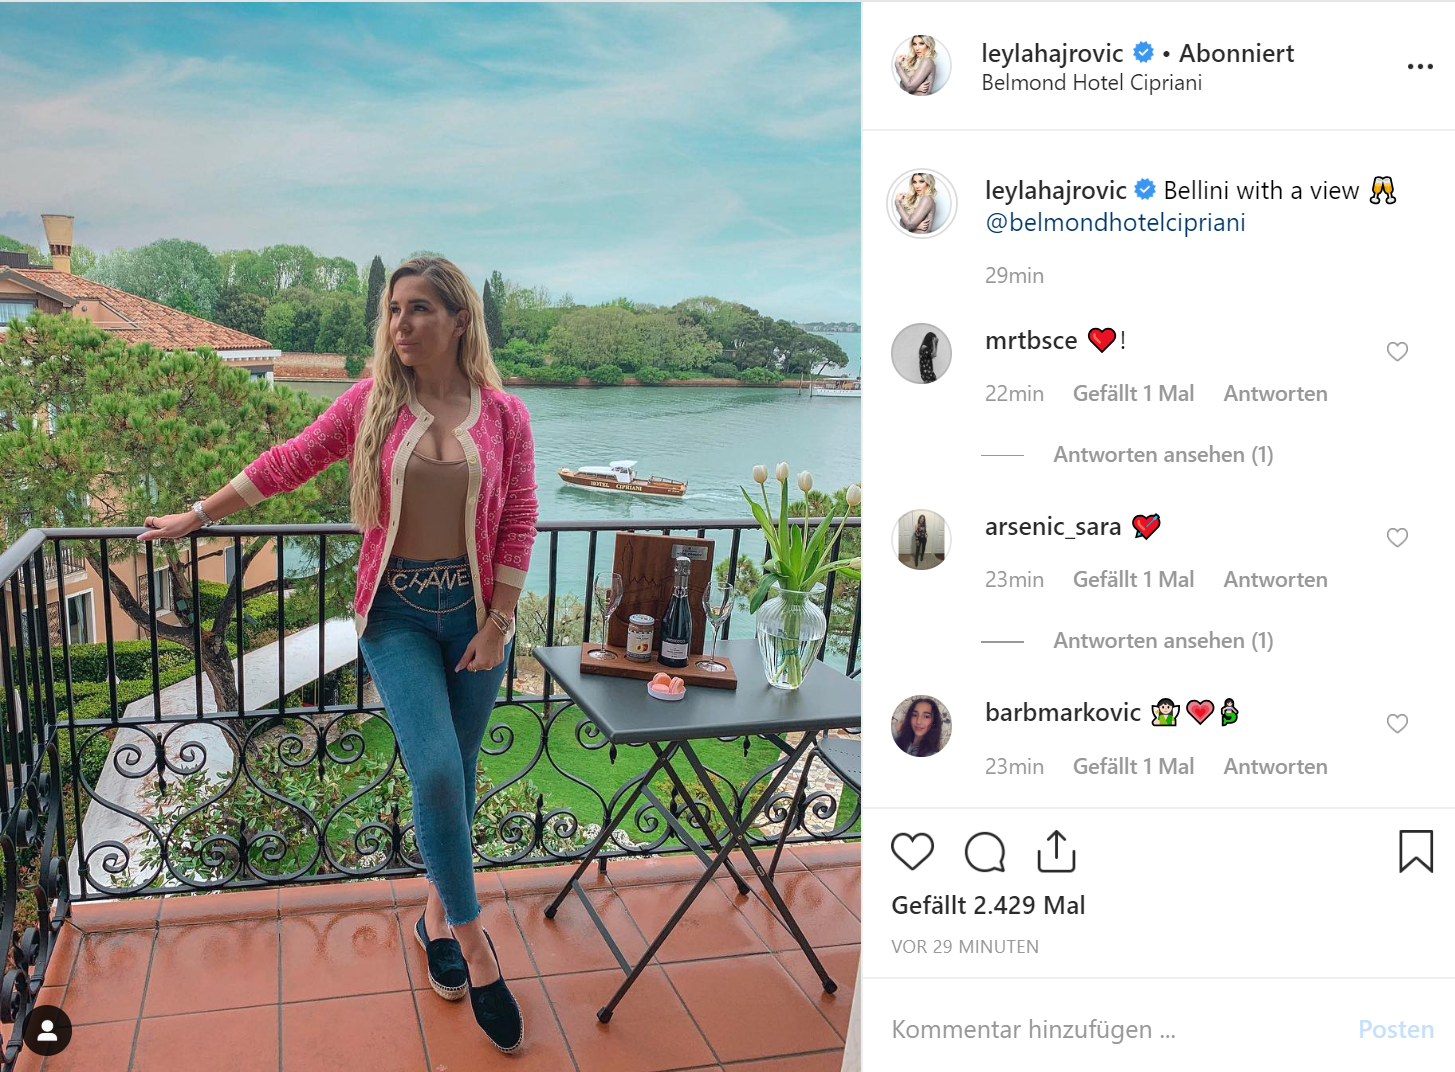 leylahajrovic • Abonniert
Belmond Hotel Cipriani
leylahajrovic Bellini with a view 🥂
@belmondhotelcipriani
29min
mrtbsce ❤️!
22min Gefällt 1 Mal Antworten
Antworten ansehen (1)
arsenic_sara 💘
23min Gefällt 1 Mal Antworten
Antworten ansehen (1)
barbmarkovic 🧚🏻💗🧜🏻‍♀️
23min Gefällt 1 Mal Antworten
Gefällt 2.429 Mal
VOR 29 MINUTEN
Kommentar hinzufügen ...
Posten
HOTEL CIPRIANI
CHANE